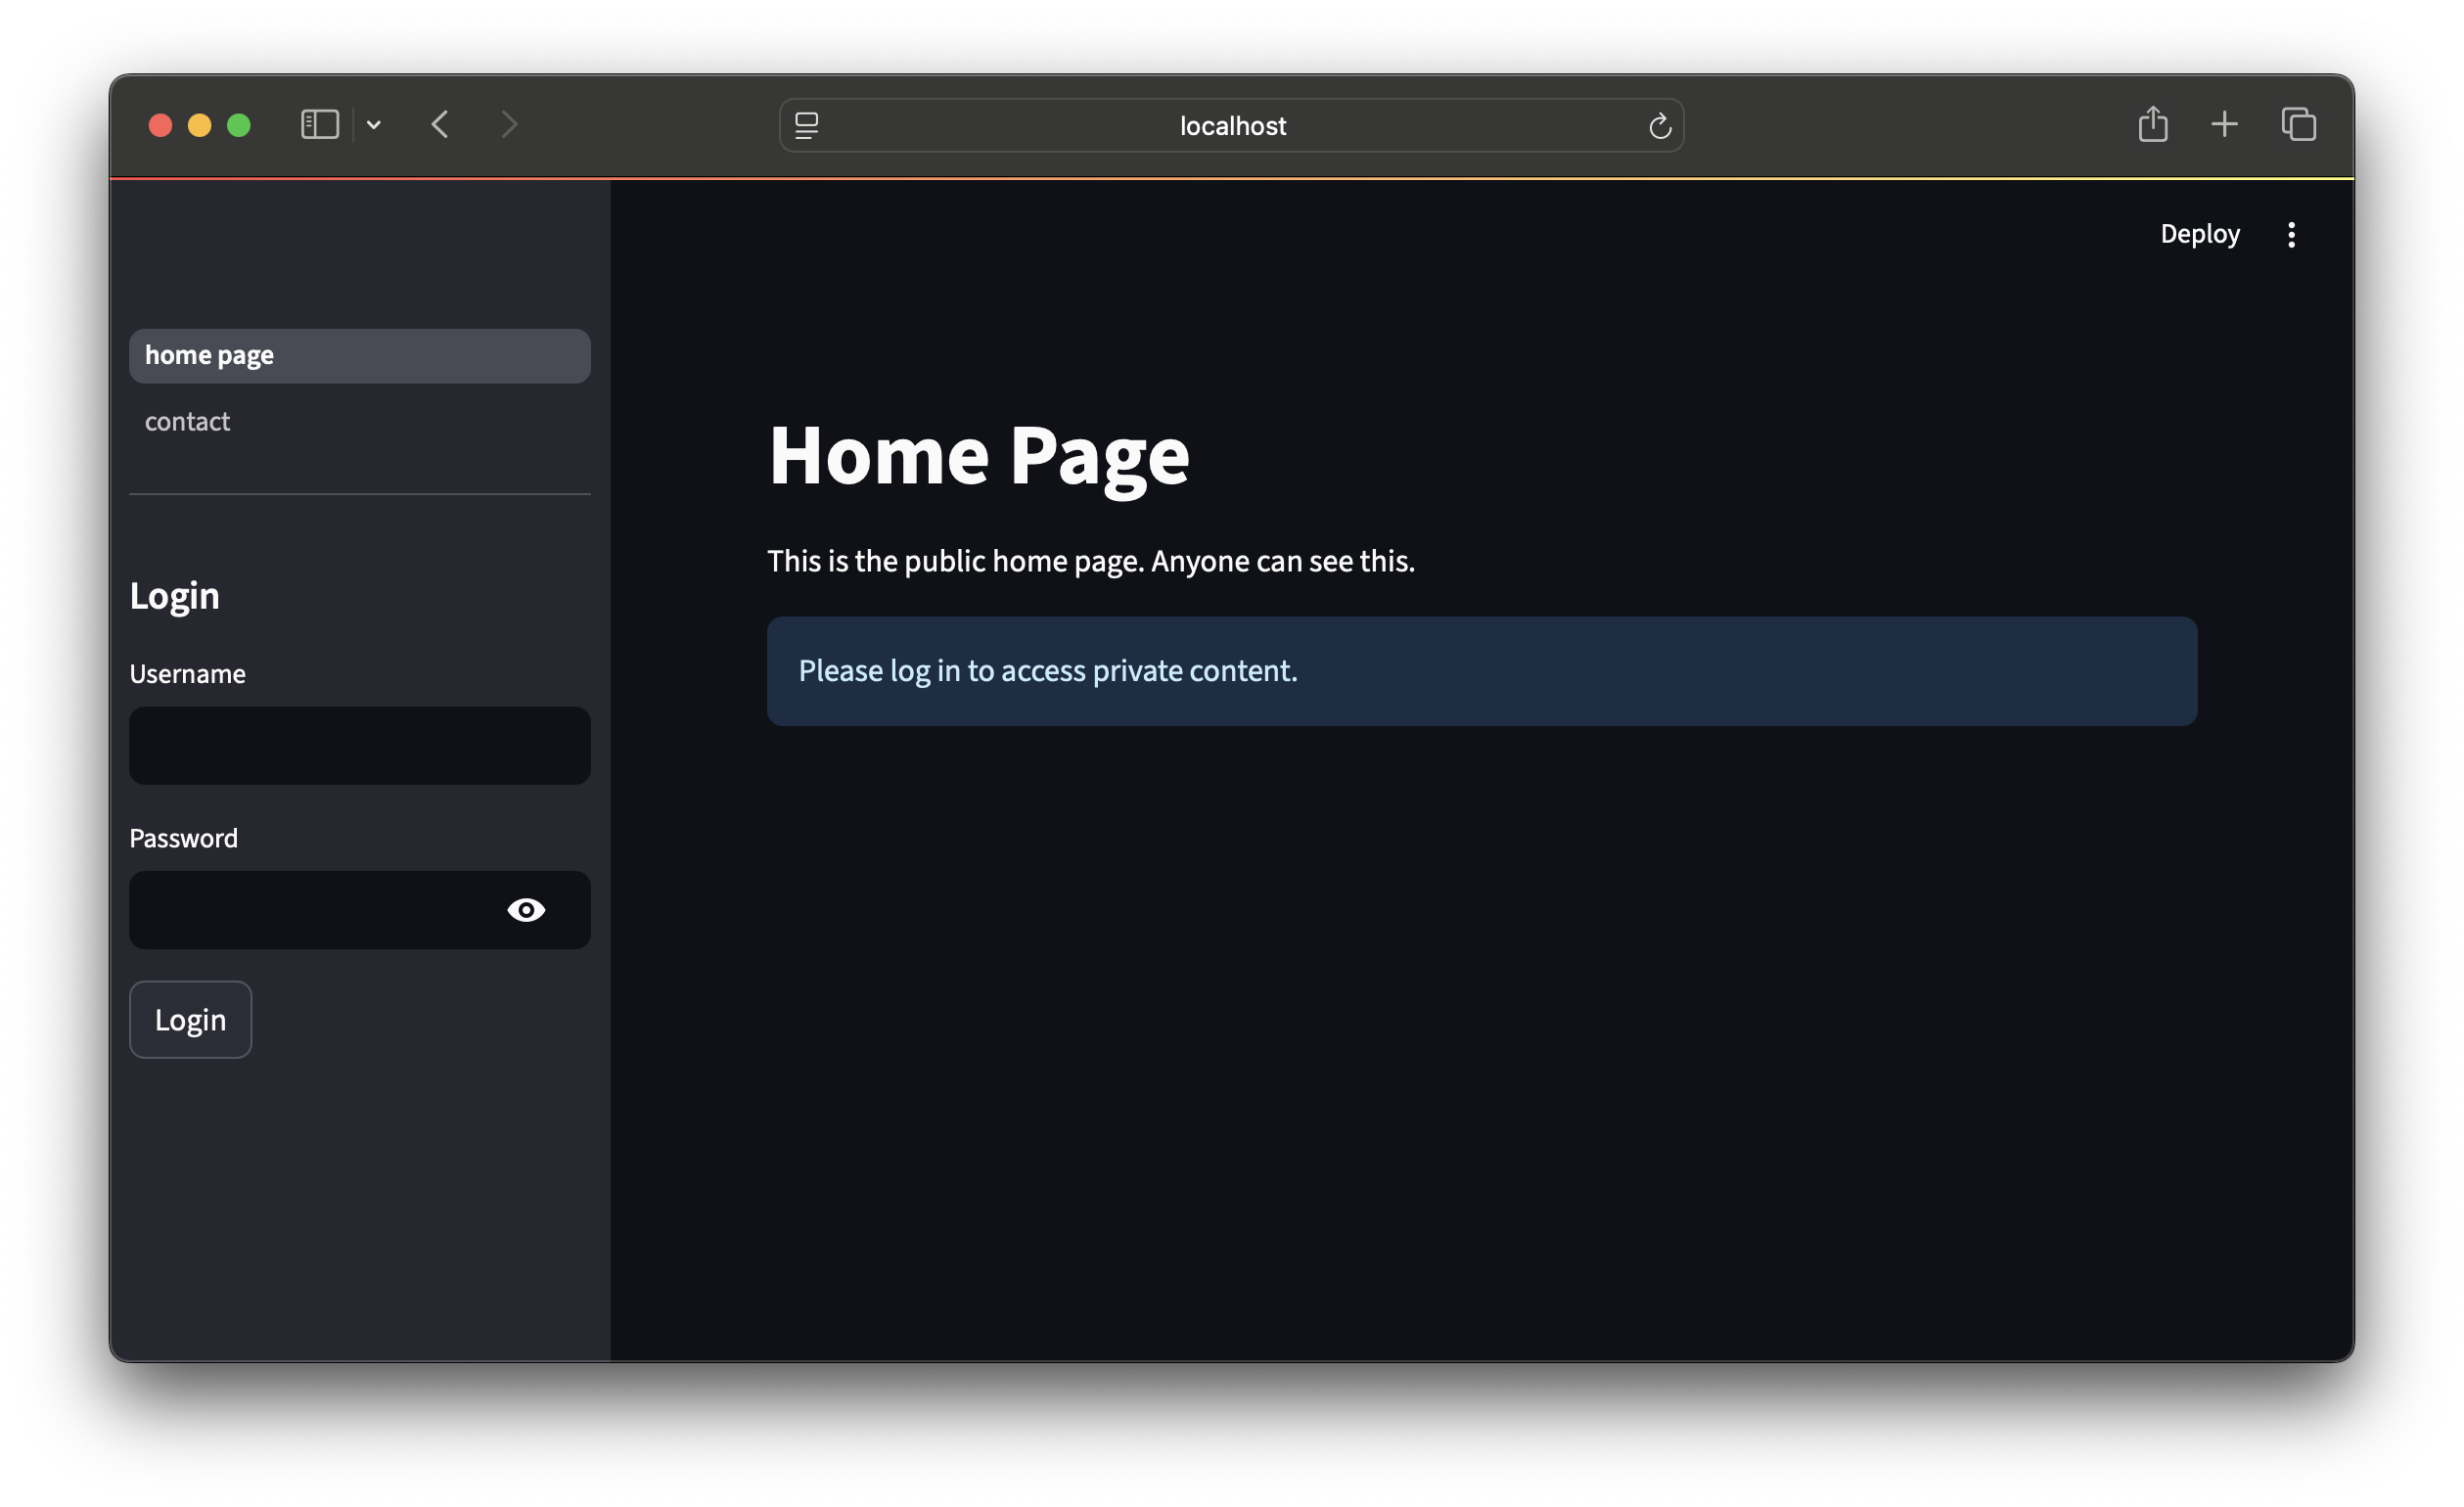 localhost
Deploy
home page
contact
Login
Username
Password
Login
Home Page
This is the public home page. Anyone can see this.
Please log in to access private content.